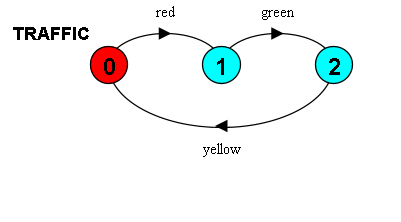 red
green
TRAFFIC
0
1
2
yellow